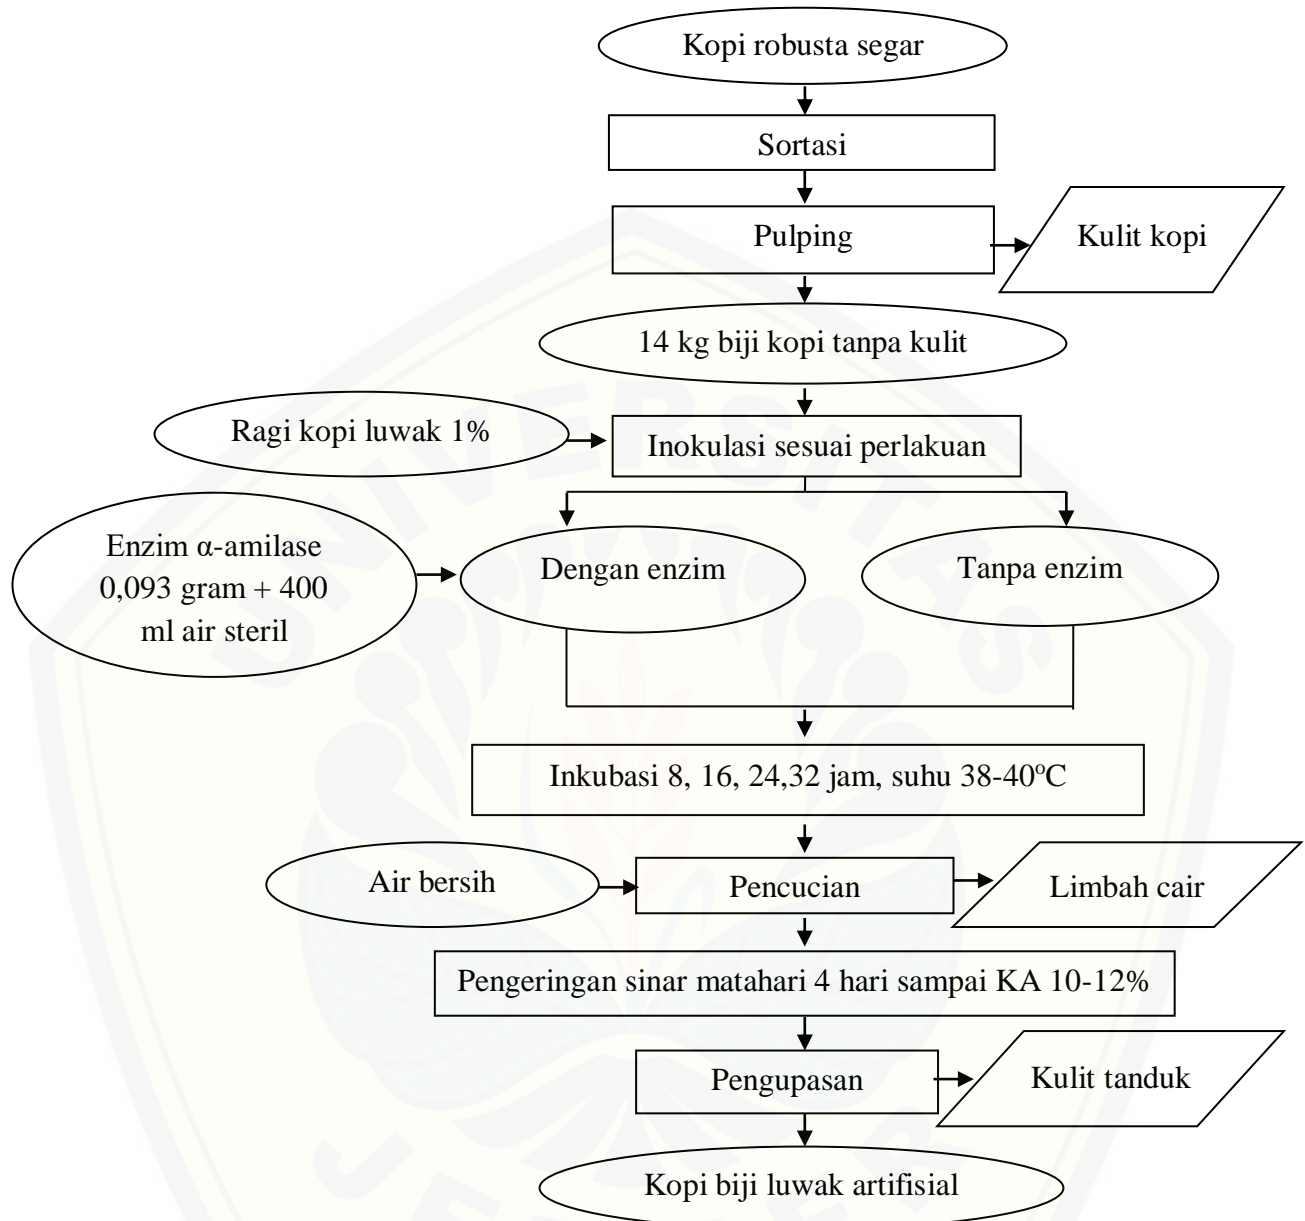 Kopi robusta segar
Sortasi
Pulping
Kulit kopi
14 kg biji kopi tanpa kulit
Ragi kopi luwak 1%
Inokulasi sesuai perlakuan
Enzim α-amilase
0,093 gram + 400
ml air steril
Dengan enzim
Tanpa enzim
Inkubasi 8, 16, 24,32 jam, suhu 38-40ºC
Air bersih
Pencucian
Limbah cair
Pengeringan sinar matahari 4 hari sampai KA 10-12%
Pengupasan
Kulit tanduk
Kopi biji luwak artifisial
UNIVERSITAS